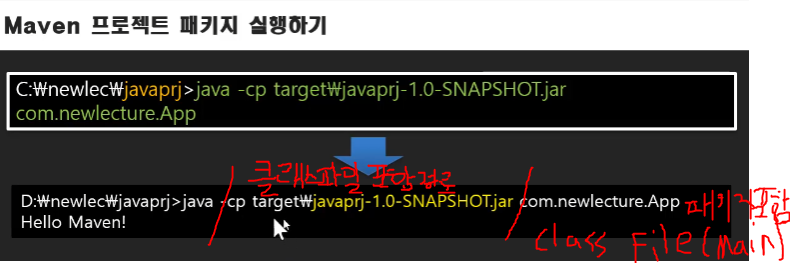 Maven 프로젝트 패키지 실행하기
C:\newlec\javaprj>java -cp target\javaprj-1.0-SNAPSHOT.jar
com.newlecture.App
클래스파일 포함경로
D:\newlec\javaprj>java -cp target\javaprj-1.0-SNAPSHOT.jar com.newlecture.App
패키지포함
Hello Maven!
Class File(Main)